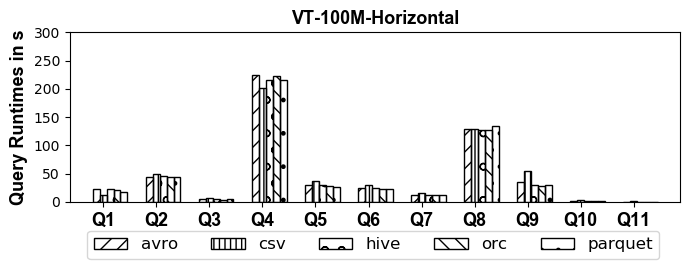 VT-100M-Horizontal
Query Runtimes in s
300
250
200
150
100
50
0
Q1 Q2 Q3 Q4 Q5 Q6 Q7 Q8 Q9 Q10 Q11
avro csv hive orc parquet